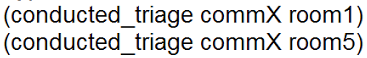 (conducted_triage commX room1)
(conducted_triage commX room5)